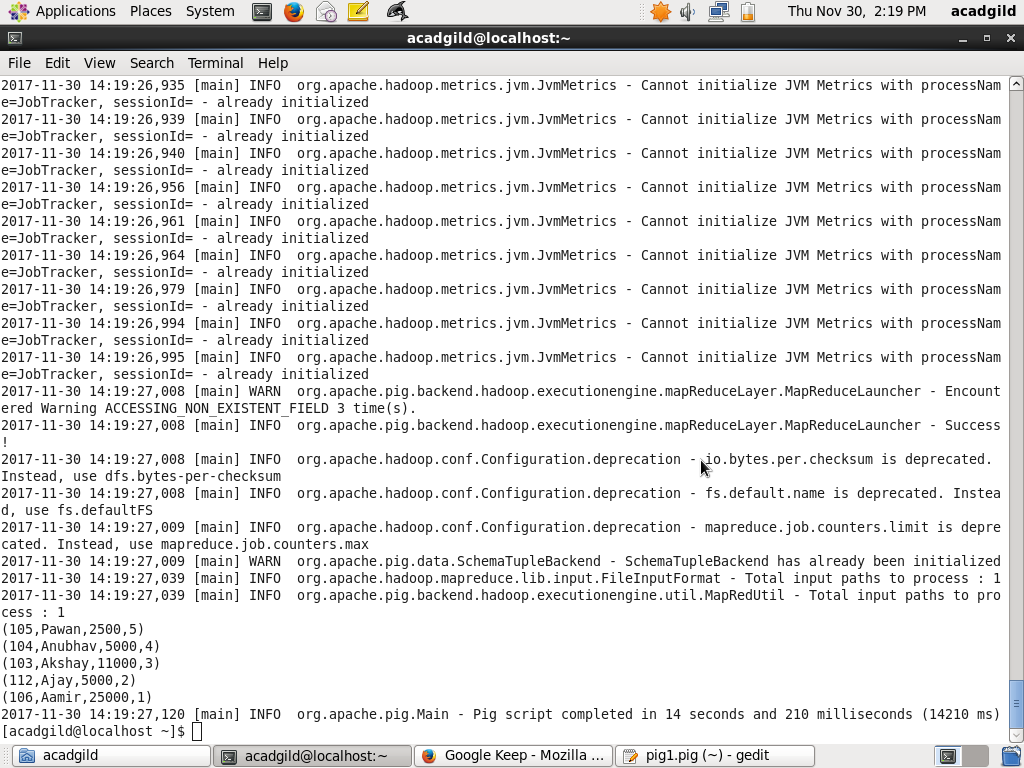 Applications Places System Thu Nov 30, 2:19 PM acadgild
acadgild@localhost:~
File Edit View Search Terminal Help
2017-11-30 14:19:26,935 [main] INFO  org.apache.hadoop.metrics.jvm.JvmMetrics - Cannot initialize JVM Metrics with processNam
e=JobTracker, sessionId= - already initialized
2017-11-30 14:19:26,939 [main] INFO  org.apache.hadoop.metrics.jvm.JvmMetrics - Cannot initialize JVM Metrics with processNam
e=JobTracker, sessionId= - already initialized
2017-11-30 14:19:26,940 [main] INFO  org.apache.hadoop.metrics.jvm.JvmMetrics - Cannot initialize JVM Metrics with processNam
e=JobTracker, sessionId= - already initialized
2017-11-30 14:19:26,956 [main] INFO  org.apache.hadoop.metrics.jvm.JvmMetrics - Cannot initialize JVM Metrics with processNam
e=JobTracker, sessionId= - already initialized
2017-11-30 14:19:26,961 [main] INFO  org.apache.hadoop.metrics.jvm.JvmMetrics - Cannot initialize JVM Metrics with processNam
e=JobTracker, sessionId= - already initialized
2017-11-30 14:19:26,964 [main] INFO  org.apache.hadoop.metrics.jvm.JvmMetrics - Cannot initialize JVM Metrics with processNam
e=JobTracker, sessionId= - already initialized
2017-11-30 14:19:26,979 [main] INFO  org.apache.hadoop.metrics.jvm.JvmMetrics - Cannot initialize JVM Metrics with processNam
e=JobTracker, sessionId= - already initialized
2017-11-30 14:19:26,994 [main] INFO  org.apache.hadoop.metrics.jvm.JvmMetrics - Cannot initialize JVM Metrics with processNam
e=JobTracker, sessionId= - already initialized
2017-11-30 14:19:26,995 [main] INFO  org.apache.hadoop.metrics.jvm.JvmMetrics - Cannot initialize JVM Metrics with processNam
e=JobTracker, sessionId= - already initialized
2017-11-30 14:19:27,008 [main] WARN  org.apache.pig.backend.hadoop.executionengine.mapReduceLayer.MapReduceLauncher - Encount
ered Warning ACCESSING_NON_EXISTENT_FIELD 3 time(s).
2017-11-30 14:19:27,008 [main] INFO  org.apache.pig.backend.hadoop.executionengine.mapReduceLayer.MapReduceLauncher - Success
!
2017-11-30 14:19:27,008 [main] INFO  org.apache.hadoop.conf.Configuration.deprecation - io.bytes.per.checksum is deprecated.
Instead, use dfs.bytes-per-checksum
2017-11-30 14:19:27,008 [main] INFO  org.apache.hadoop.conf.Configuration.deprecation - fs.default.name is deprecated. Instea
d, use fs.defaultFS
2017-11-30 14:19:27,009 [main] INFO  org.apache.hadoop.conf.Configuration.deprecation - mapreduce.job.counters.limit is depre
cated. Instead, use mapreduce.job.counters.max
2017-11-30 14:19:27,009 [main] WARN  org.apache.pig.data.SchemaTupleBackend - SchemaTupleBackend has already been initialized
2017-11-30 14:19:27,039 [main] INFO  org.apache.hadoop.mapreduce.lib.input.FileInputFormat - Total input paths to process : 1
2017-11-30 14:19:27,039 [main] INFO  org.apache.pig.backend.hadoop.executionengine.util.MapRedUtil - Total input paths to pro
cess : 1
(105,Pawan,2500,5)
(104,Anubhav,5000,4)
(103,Akshay,11000,3)
(112,Ajay,5000,2)
(106,Aamir,25000,1)
2017-11-30 14:19:27,120 [main] INFO  org.apache.pig.Main - Pig script completed in 14 seconds and 210 milliseconds (14210 ms)
[acadgild@localhost ~]$
acadgild acadgild@localhost:~ Google Keep - Mozilla ... pig1.pig (~) - gedit